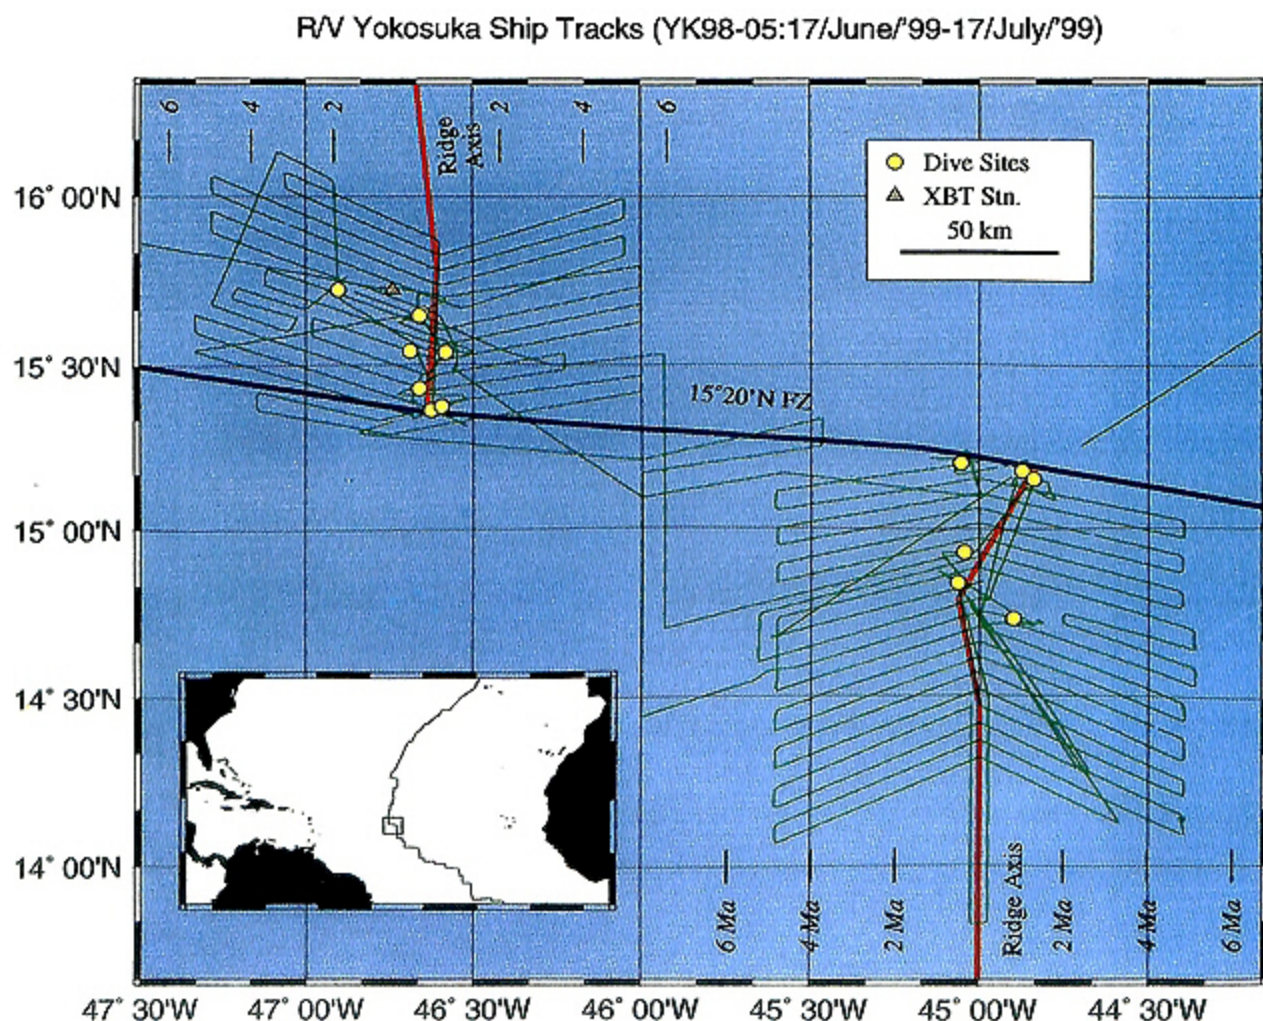 R/V Yokosuka Ship Tracks (YK98-05:17/June/'99-17/July/'99)
6
4
2
Ridge
Axis
2
4
6
Dive Sites
XBT Stn.
50 km
16° 00'N
15° 30'N
15° 00'N
14° 30'N
14° 00'N
15°20'N FZ
6 Ma
4 Ma
2 Ma
Ridge Axis
2 Ma
4 Ma
6 Ma
47° 30'W
47° 00'W
46° 30'W
46° 00'W
45° 30'W
45° 00'W
44° 30'W